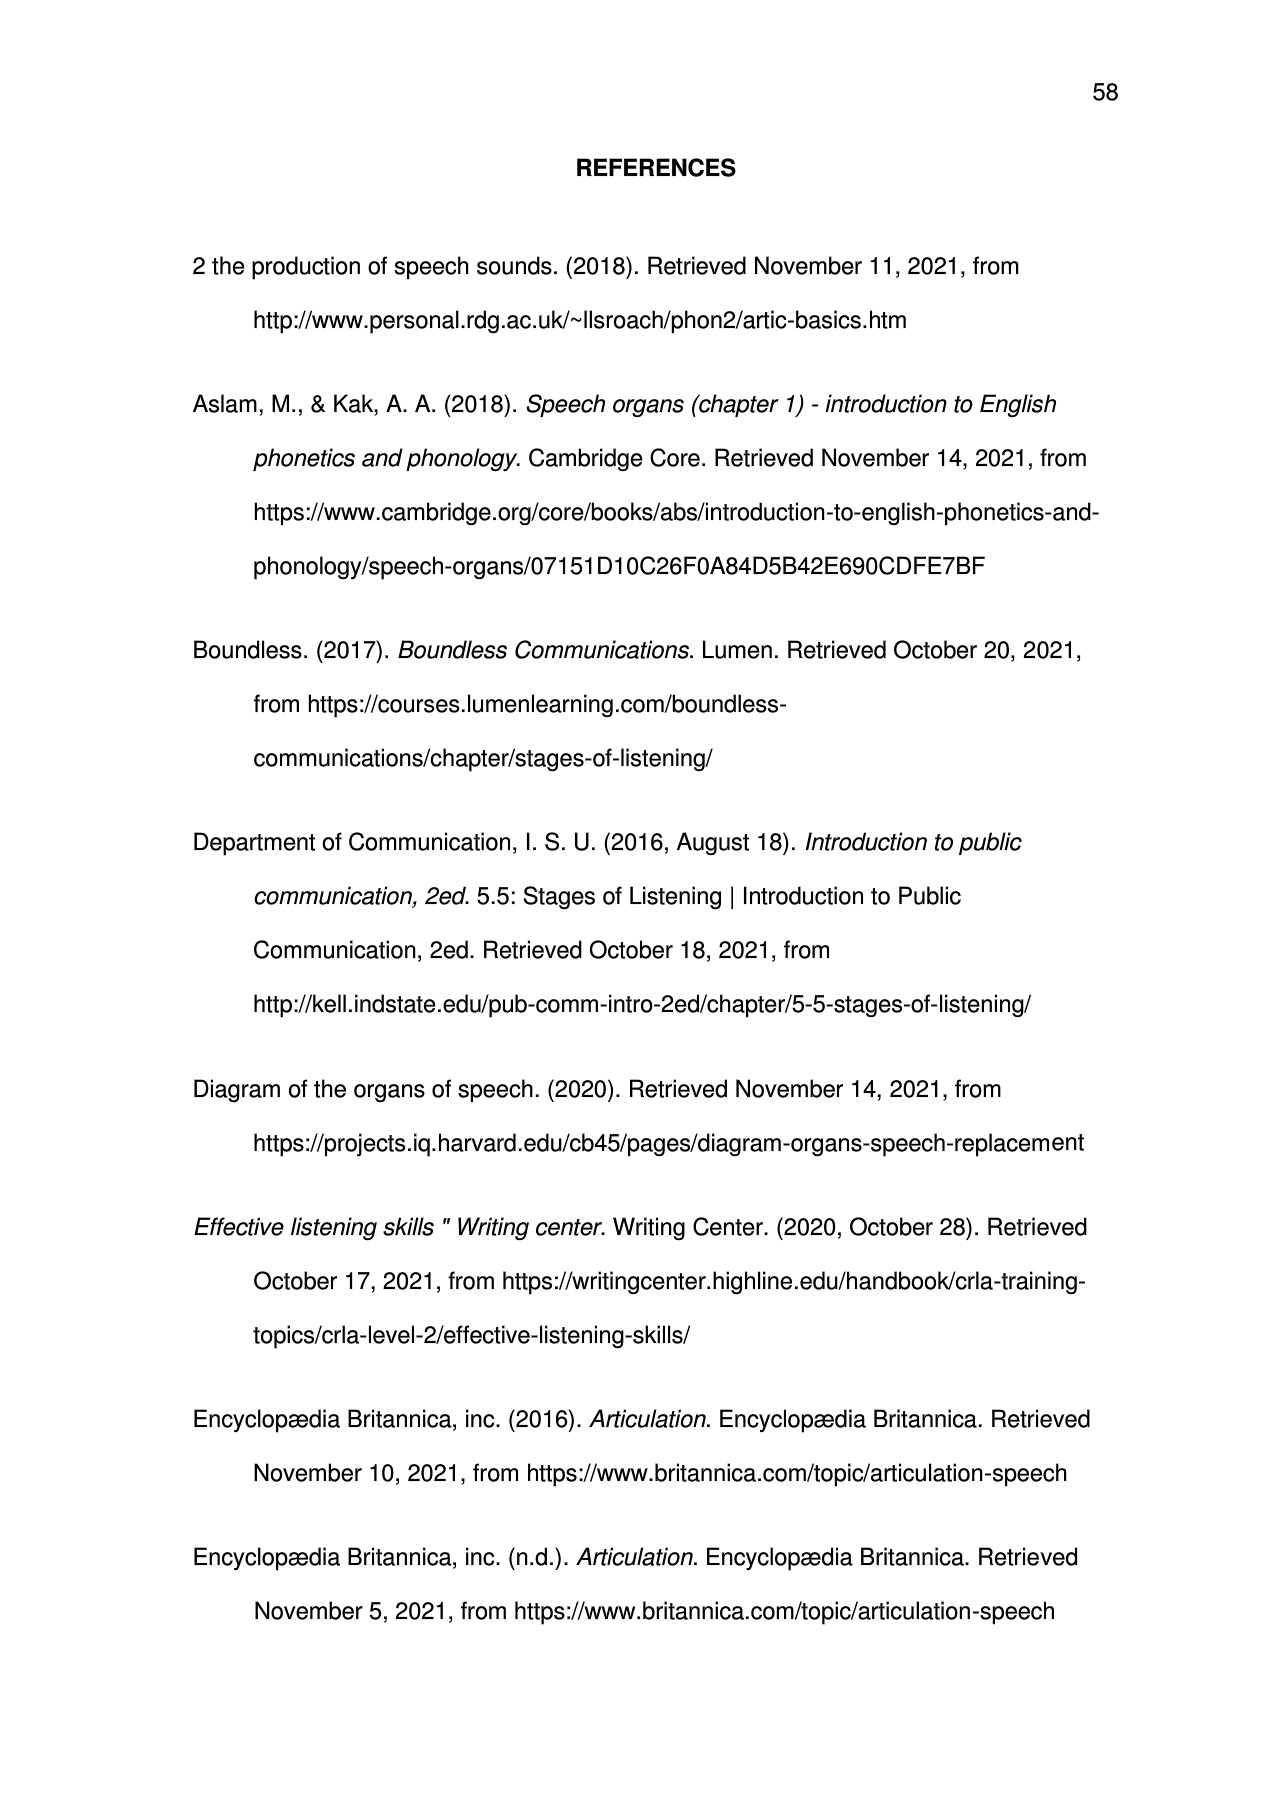 58
REFERENCES
2 the production of speech sounds. (2018). Retrieved November 11, 2021, from
http://www.personal.rdg.ac.uk/~llsroach/phon2/artic-basics.htm
Aslam, M., & Kak, A. A. (2018). Speech organs (chapter 1) - introduction to English
phonetics and phonology. Cambridge Core. Retrieved November 14, 2021, from
https://www.cambridge.org/core/books/abs/introduction-to-english-phonetics-and-
phonology/speech-organs/07151D10C26F0A84D5B42E690CDFE7BF
Boundless. (2017). Boundless Communications. Lumen. Retrieved October 20, 2021,
from https://courses.lumenlearning.com/boundless-
communications/chapter/stages-of-listening/
Department of Communication, I. S. U. (2016, August 18). Introduction to public
communication, 2ed. 5.5: Stages of Listening | Introduction to Public
Communication, 2ed. Retrieved October 18, 2021, from
http://kell.indstate.edu/pub-comm-intro-2ed/chapter/5-5-stages-of-listening/
Diagram of the organs of speech. (2020). Retrieved November 14, 2021, from
https://projects.iq.harvard.edu/cb45/pages/diagram-organs-speech-replacement
Effective listening skills " Writing center. Writing Center. (2020, October 28). Retrieved
October 17, 2021, from https://writingcenter.highline.edu/handbook/crla-training-
topics/crla-level-2/effective-listening-skills/
Encyclopædia Britannica, inc. (2016). Articulation. Encyclopædia Britannica. Retrieved
November 10, 2021, from https://www.britannica.com/topic/articulation-speech
Encyclopædia Britannica, inc. (n.d.). Articulation. Encyclopædia Britannica. Retrieved
November 5, 2021, from https://www.britannica.com/topic/articulation-speech